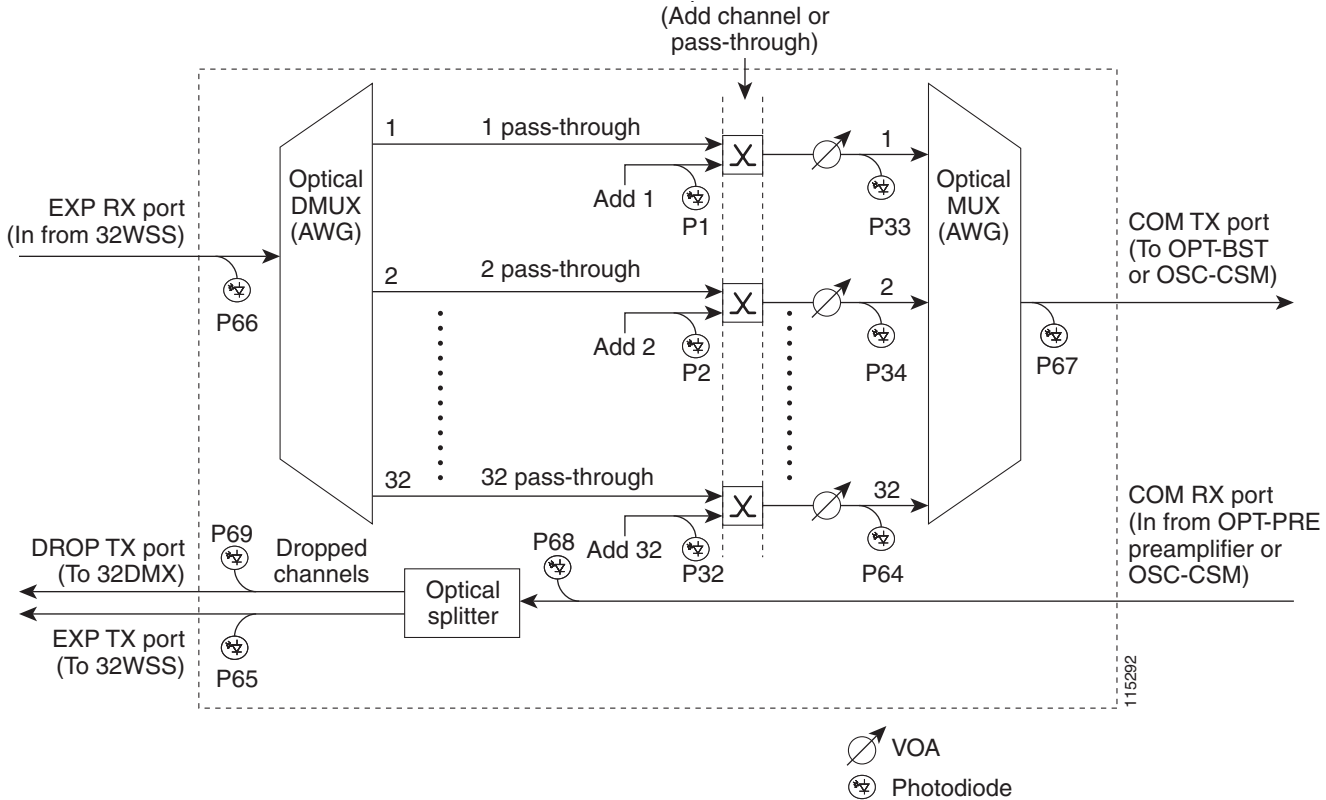 (Add channel or
pass-through)
1
1 pass-through
1
Optical
DMUX
(AWG)
Add 1
P1
P33
Optical
MUX
(AWG)
EXP RX port
(In from 32WSS)
P66
COM TX port
(To OPT-BST
or OSC-CSM)
2
2 pass-through
2
Add 2
P2
P34
P67
32
32 pass-through
32
Add 32
P32
P64
COM RX port
(In from OPT-PRE
preamplifier or
OSC-CSM)
P69
Dropped
channels
P68
DROP TX port
(To 32DMX)
Optical
splitter
EXP TX port
(To 32WSS)
P65
115292
VOA
Photodiode